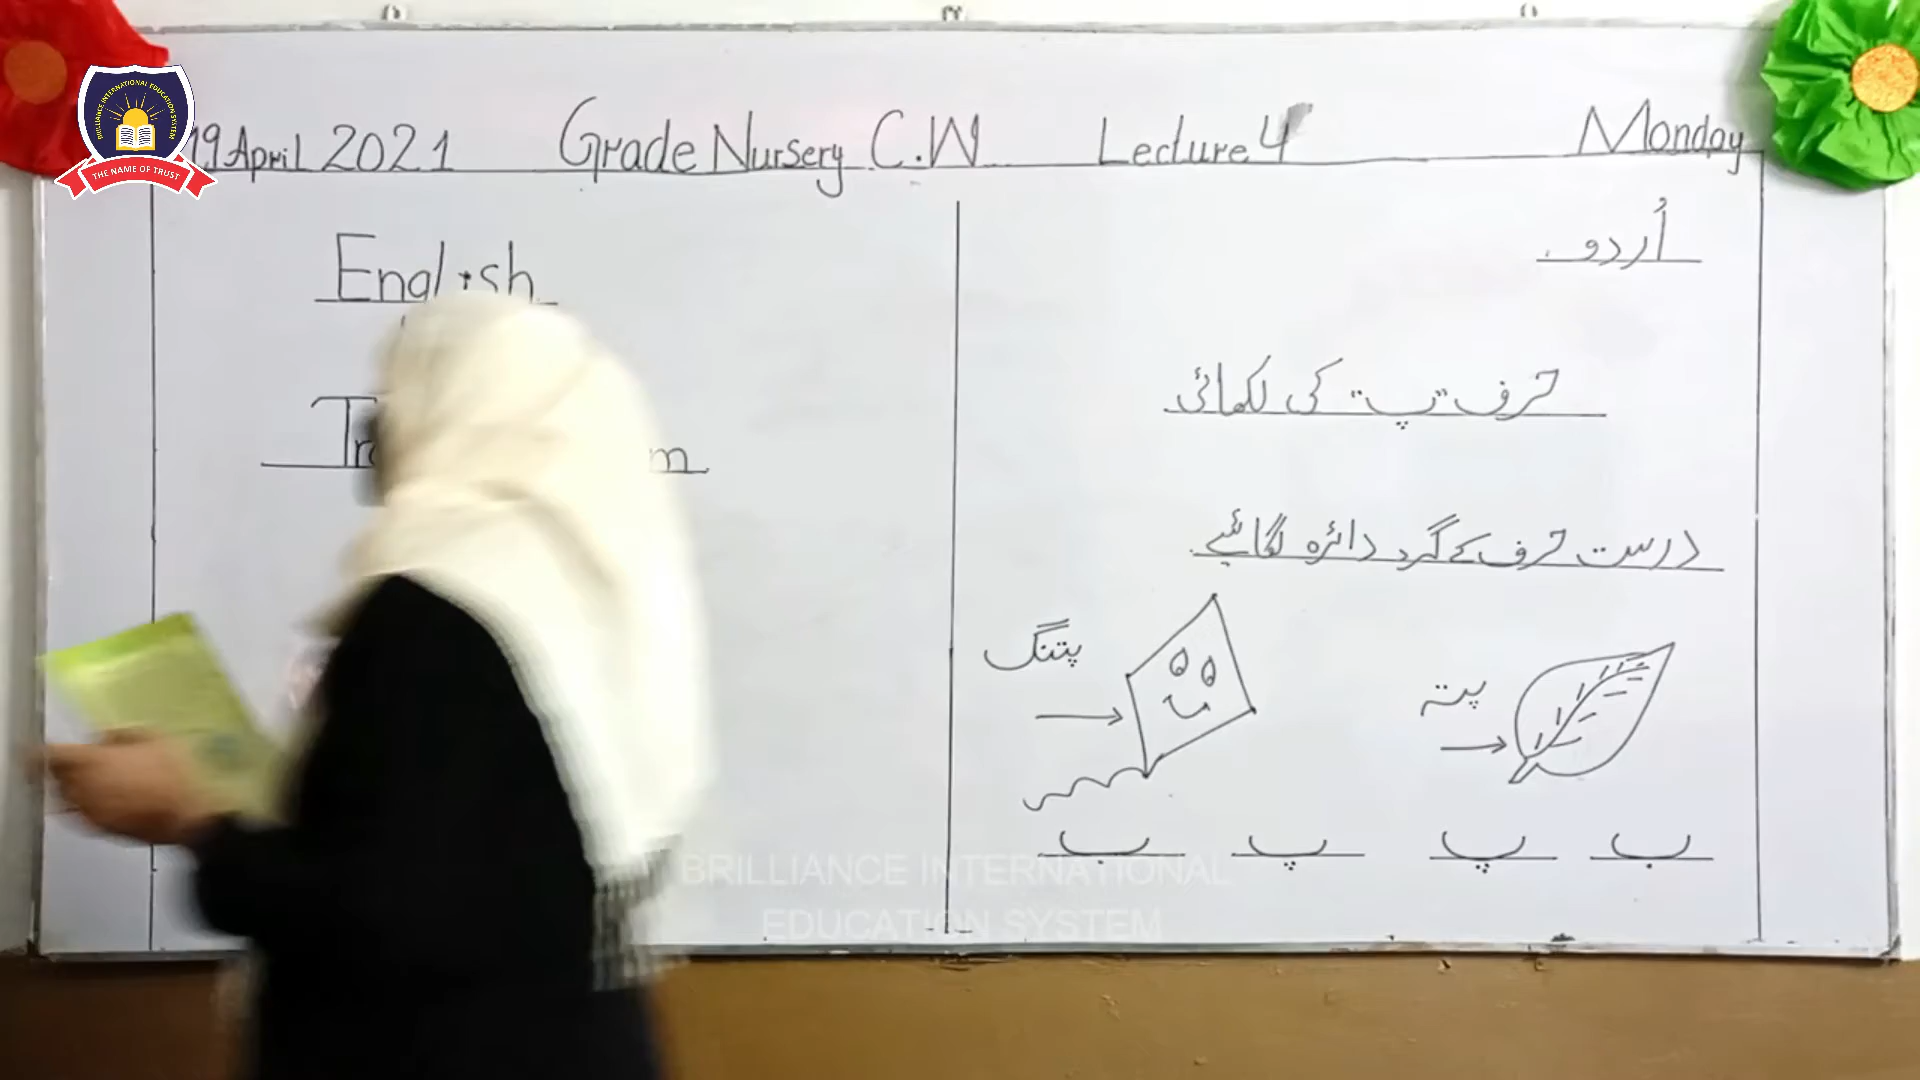 BRILLIANCE INTERNATIONAL EDUCATION SYSTEM
THE NAME OF TRUST
19 April 2021 Grade Nursery C.W Lecture 4 Monday
English
اُردو
حرف "پ" کی لکھائی
درست حرف کے گرد دائرہ لگائیے
پتنگ
پتہ
ب پ پ ب
BRILLIANCE INTERNATIONAL
EDUCATION SYSTEM